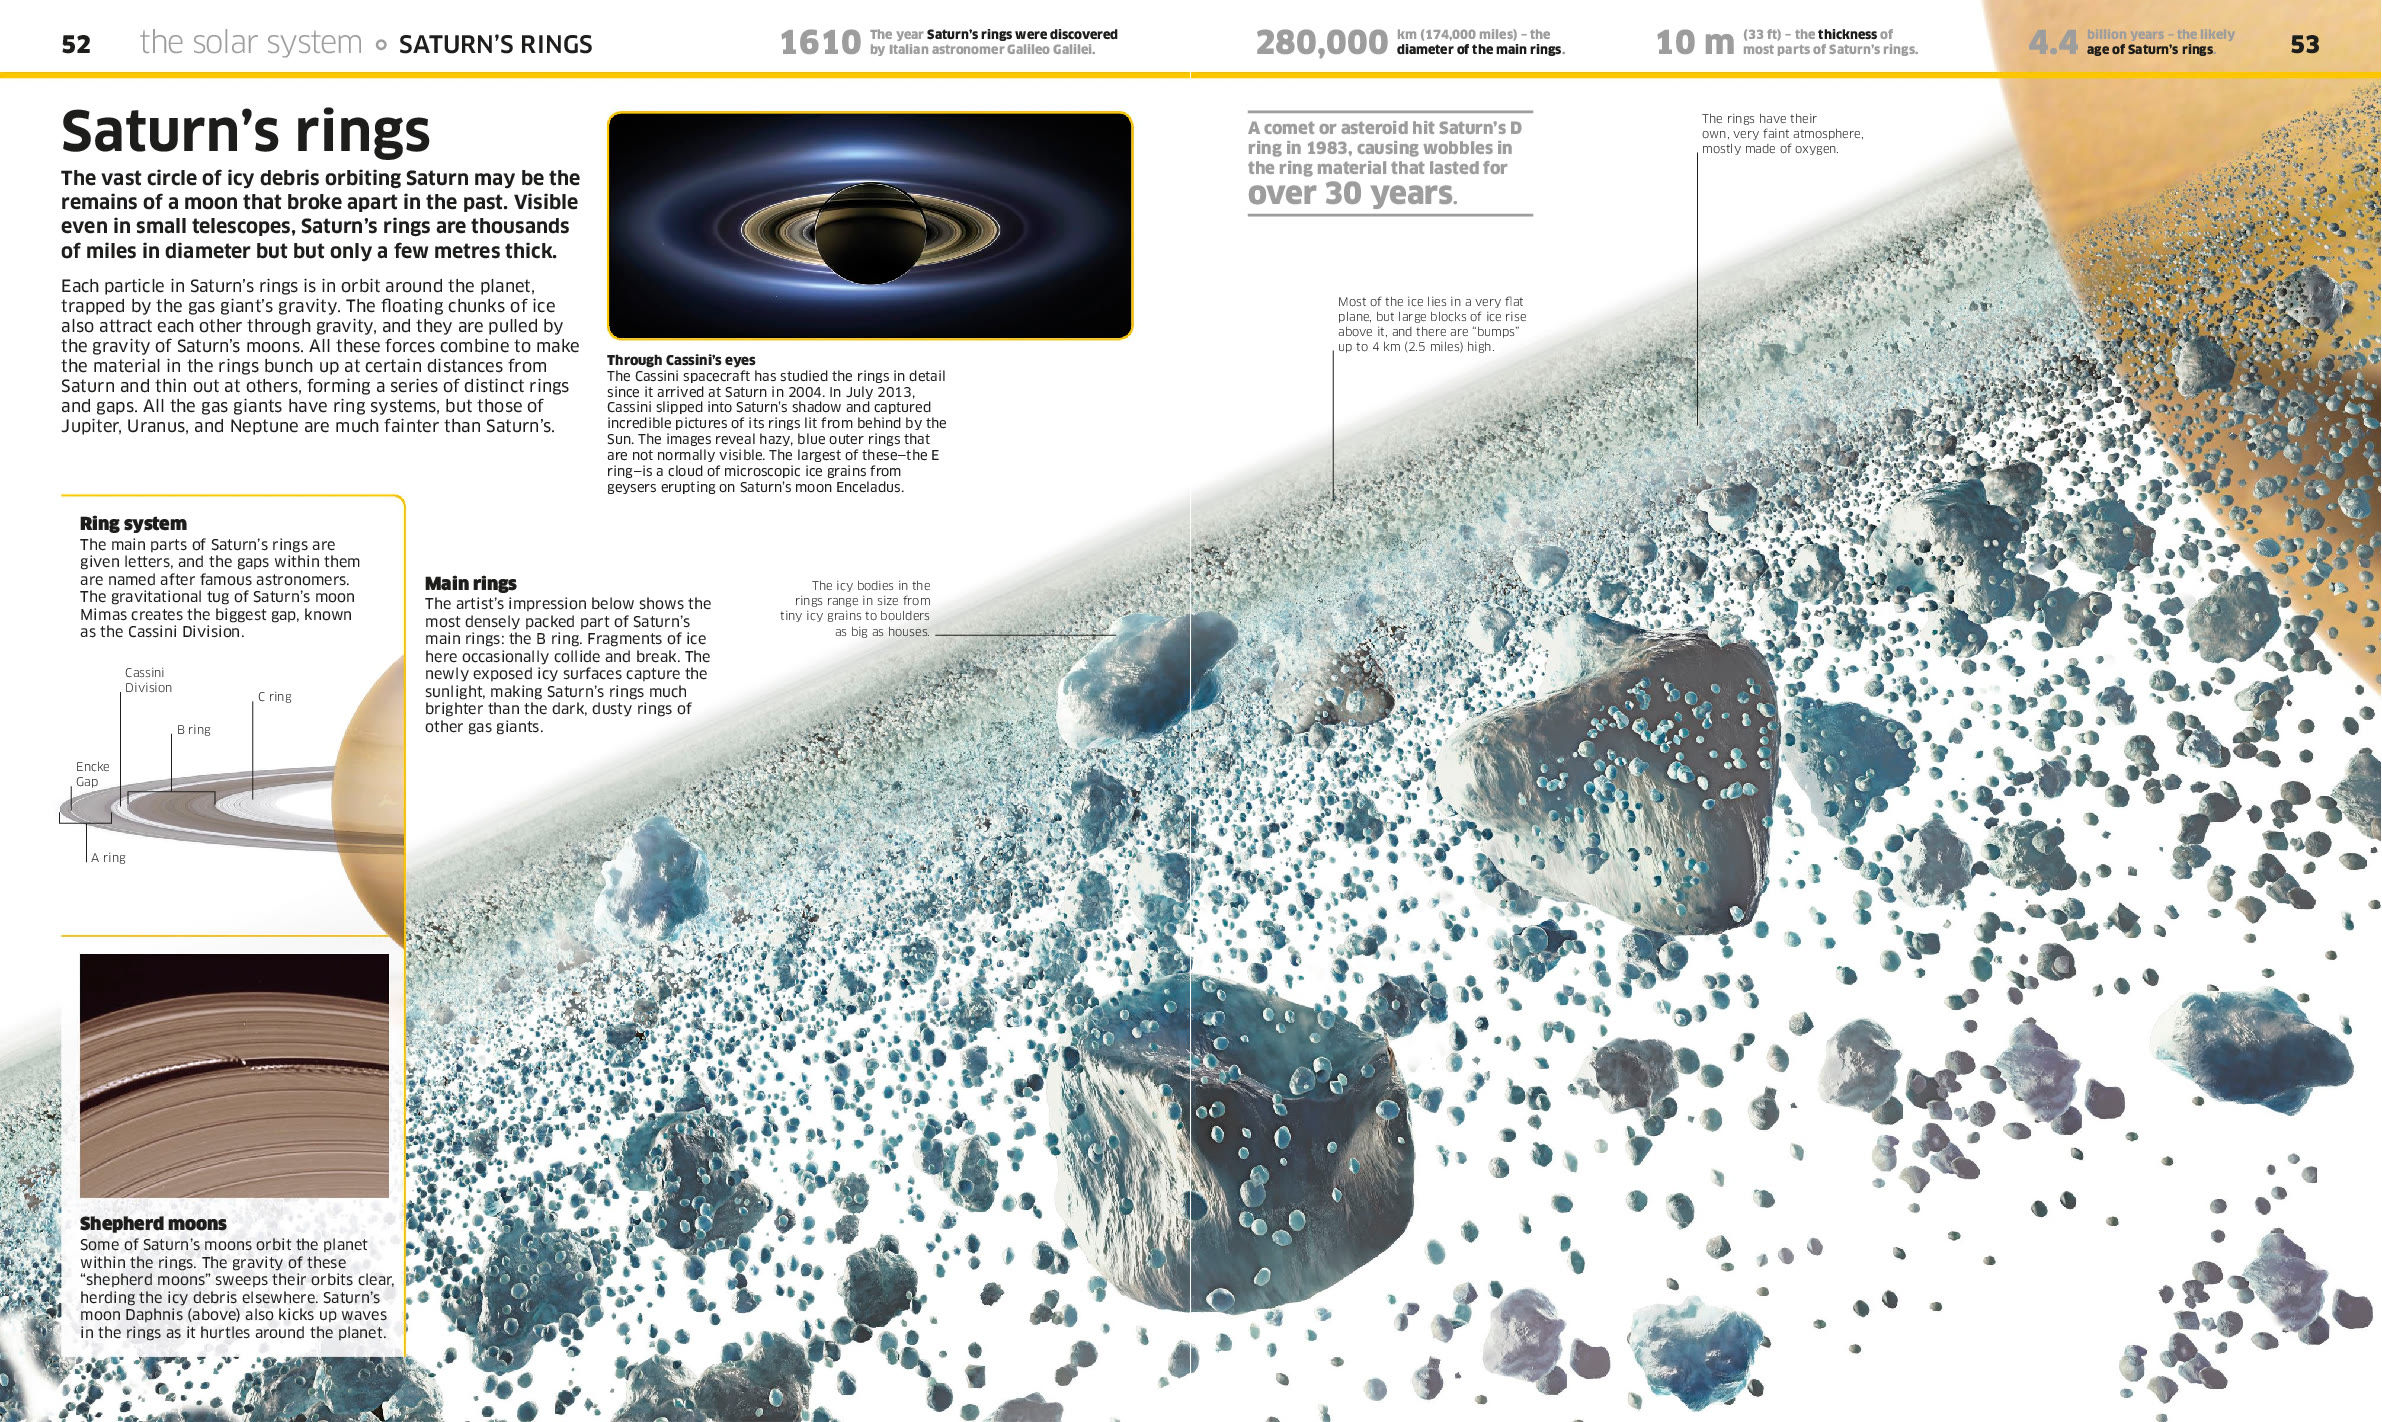 52
the solar system ○ SATURN'S RINGS
1610 The year Saturn's rings were discovered
by Italian astronomer Galileo Galilei.
280,000 km (174,000 miles) – the
diameter of the main rings.
10 m (33 ft) – the thickness of
most parts of Saturn's rings.
4.4 billion years – the likely
age of Saturn's rings.
53
Saturn's rings
The vast circle of icy debris orbiting Saturn may be the
remains of a moon that broke apart in the past. Visible
even in small telescopes, Saturn's rings are thousands
of miles in diameter but but only a few metres thick.
Each particle in Saturn's rings is in orbit around the planet,
trapped by the gas giant's gravity. The floating chunks of ice
also attract each other through gravity, and they are pulled by
the gravity of Saturn's moons. All these forces combine to make
the material in the rings bunch up at certain distances from
Saturn and thin out at others, forming a series of distinct rings
and gaps. All the gas giants have ring systems, but those of
Jupiter, Uranus, and Neptune are much fainter than Saturn's.
Through Cassini's eyes
The Cassini spacecraft has studied the rings in detail
since it arrived at Saturn in 2004. In July 2013,
Cassini slipped into Saturn's shadow and captured
incredible pictures of its rings lit from behind by the
Sun. The images reveal hazy, blue outer rings that
are not normally visible. The largest of these–the E
ring–is a cloud of microscopic ice grains from
geysers erupting on Saturn's moon Enceladus.
A comet or asteroid hit Saturn's D
ring in 1983, causing wobbles in
the ring material that lasted for
over 30 years.
The rings have their
own, very faint atmosphere,
mostly made of oxygen.
Most of the ice lies in a very flat
plane, but large blocks of ice rise
above it, and there are "bumps"
up to 4 km (2.5 miles) high.
Ring system
The main parts of Saturn's rings are
given letters, and the gaps within them
are named after famous astronomers.
The gravitational tug of Saturn's moon
Mimas creates the biggest gap, known
as the Cassini Division.
Cassini
Division
C ring
B ring
Encke
Gap
A ring
Main rings
The artist's impression below shows the
most densely packed part of Saturn's
main rings: the B ring. Fragments of ice
here occasionally collide and break. The
newly exposed icy surfaces capture the
sunlight, making Saturn's rings much
brighter than the dark, dusty rings of
other gas giants.
The icy bodies in the
rings range in size from
tiny icy grains to boulders
as big as houses.
Shepherd moons
Some of Saturn's moons orbit the planet
within the rings. The gravity of these
"shepherd moons" sweeps their orbits clear,
herding the icy debris elsewhere. Saturn's
moon Daphnis (above) also kicks up waves
in the rings as it hurtles around the planet.